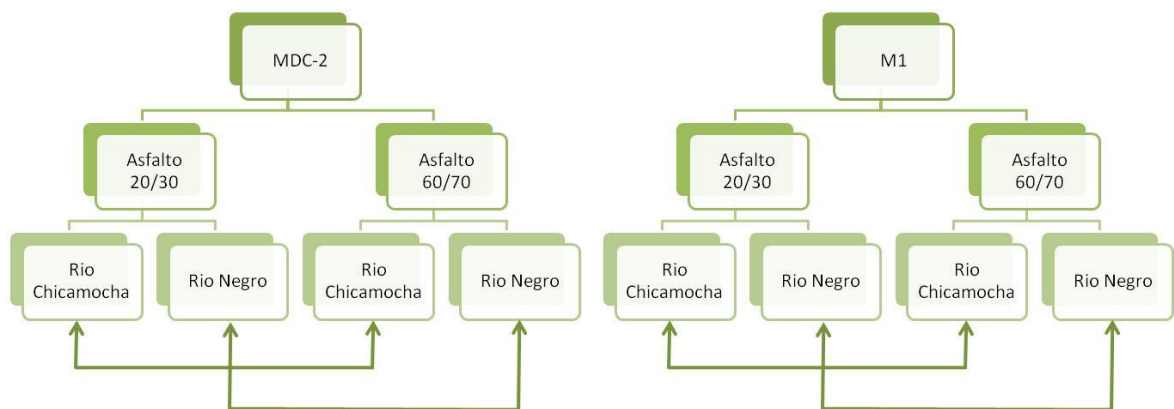 MDC-2
M1
Asfalto
20/30
Asfalto
60/70
Asfalto
20/30
Asfalto
60/70
Rio
Chicamocha
Rio Negro
Rio
Chicamocha
Rio Negro
Rio
Chicamocha
Rio Negro
Rio
Chicamocha
Rio Negro